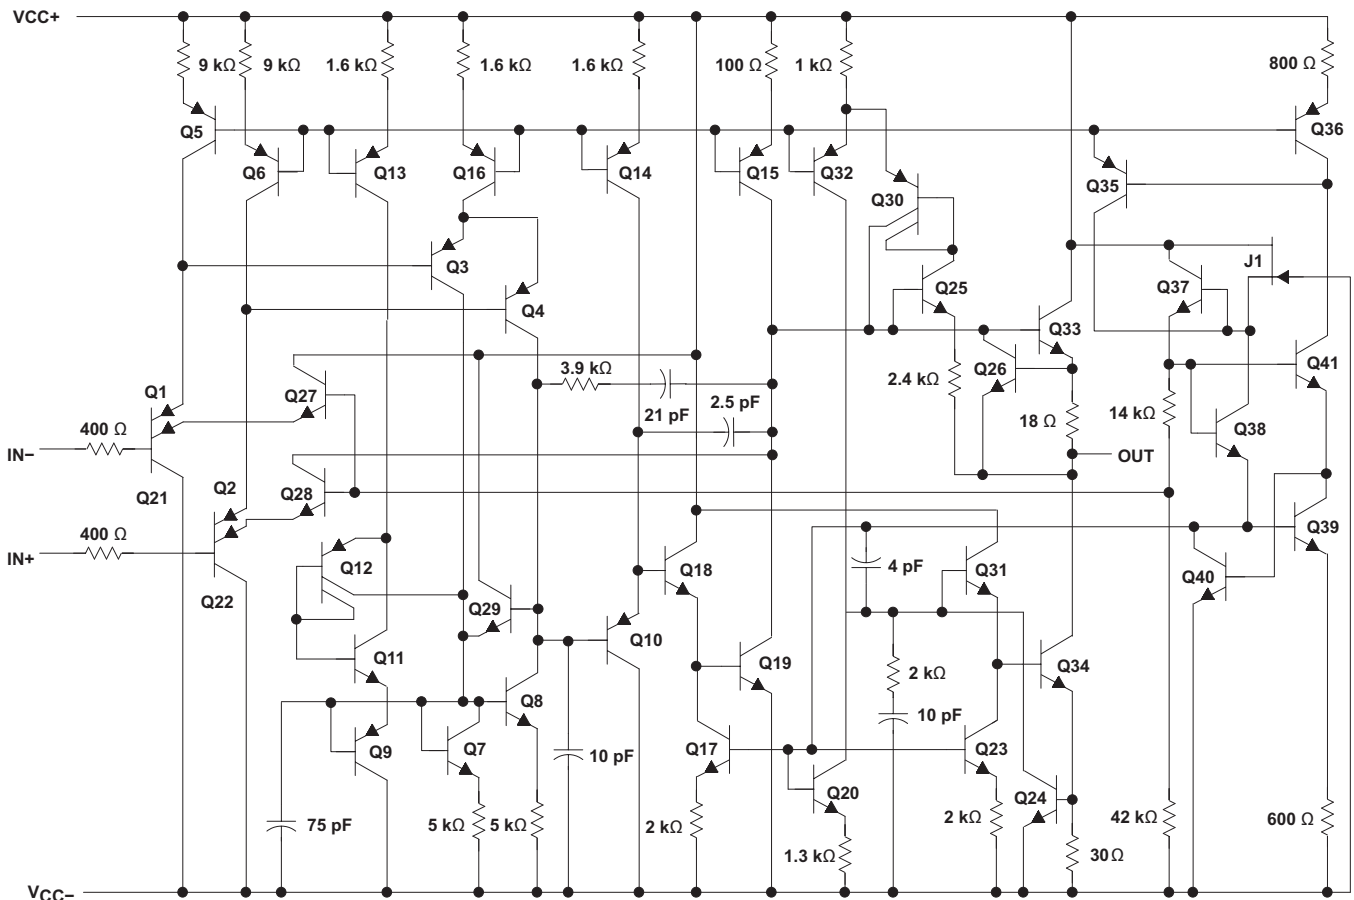 VCC+
9 kΩ
9 kΩ
1.6 kΩ
1.6 kΩ
1.6 kΩ
100 Ω
1 kΩ
800 Ω
Q5
Q36
Q6
Q13
Q16
Q14
Q15
Q32
Q30
Q35
Q3
J1
Q4
Q25
Q37
Q33
3.9 kΩ
Q26
2.4 kΩ
Q41
Q1
Q27
21 pF
2.5 pF
400 Ω
18 Ω
14 kΩ
Q38
IN−
OUT
Q21
Q2
Q28
400 Ω
Q39
IN+
Q12
Q18
4 pF
Q31
Q40
Q22
Q29
Q10
Q11
Q19
Q34
2 kΩ
Q8
10 pF
Q9
Q7
10 pF
Q17
Q23
Q20
Q24
75 pF
5 kΩ
5 kΩ
2 kΩ
2 kΩ
42 kΩ
600 Ω
1.3 kΩ
30Ω
VCC−